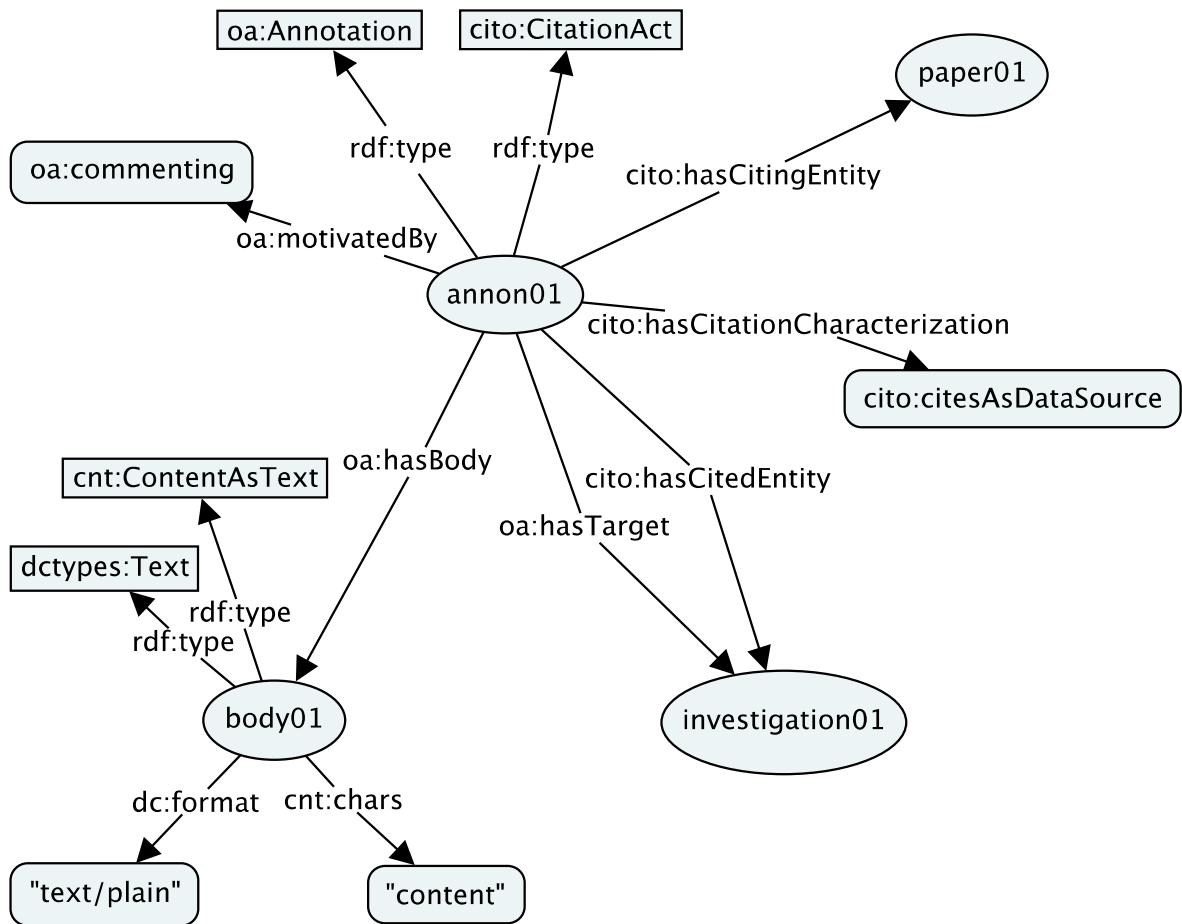 oa:Annotation
cito:CitationAct
paper01
rdf:type
rdf:type
oa:commenting
cito:hasCitingEntity
oa:motivatedBy
annon01
cito:hasCitationCharacterization
cito:citesAsDataSource
oa:hasBody
cnt:ContentAsText
cito:hasCitedEntity
oa:hasTarget
dctypes:Text
rdf:type
rdf:type
body01
investigation01
dc:format
cnt:chars
"text/plain"
"content"